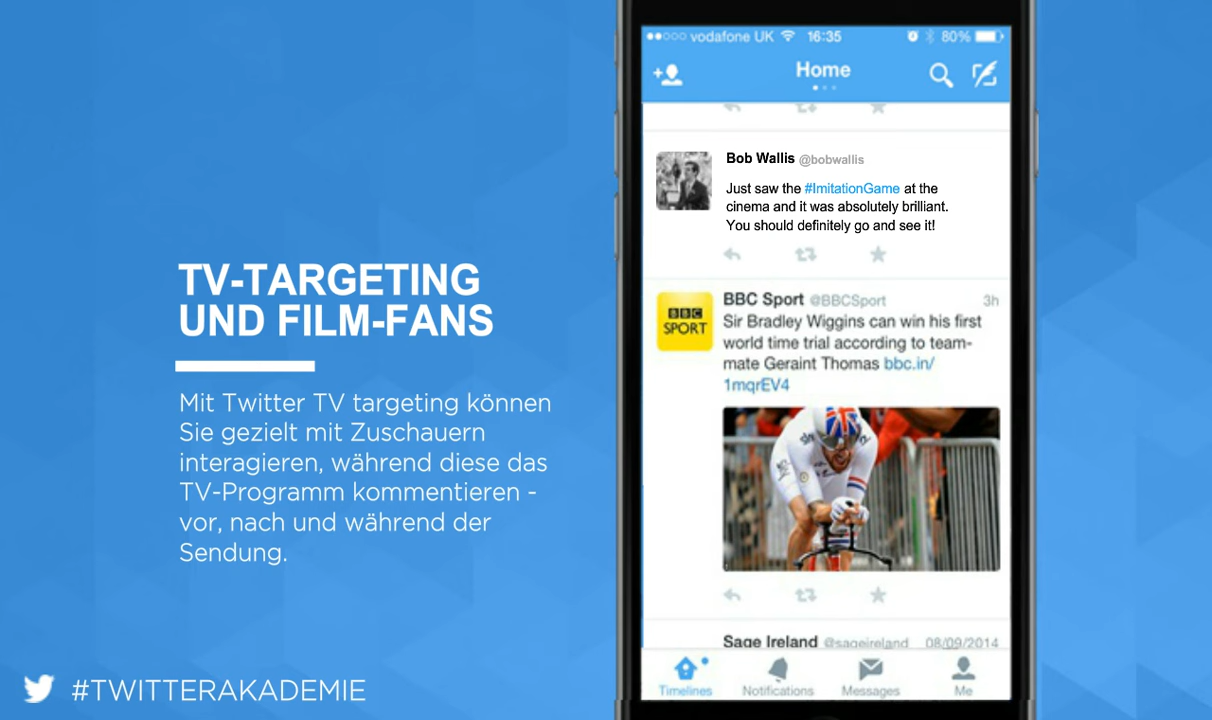 TV-TARGETING
UND FILM-FANS
Mit Twitter TV targeting können
Sie gezielt mit Zuschauern
interagieren, während diese das
TV-Programm kommentieren -
vor, nach und während der
Sendung.
#TWITTERAKADEMIE
vodafone UK 16:35 80%
Home
Bob Wallis @bobwallis
Just saw the #ImitationGame at the
cinema and it was absolutely brilliant.
You should definitely go and see it!
BBC SPORT
BBC Sport @BBCSport 3h
Sir Bradley Wiggins can win his first
world time trial according to team-
mate Geraint Thomas bbc.in/
1mqrEV4
Sage Ireland @sageireland 08/09/2014
Timelines Notifications Messages Me